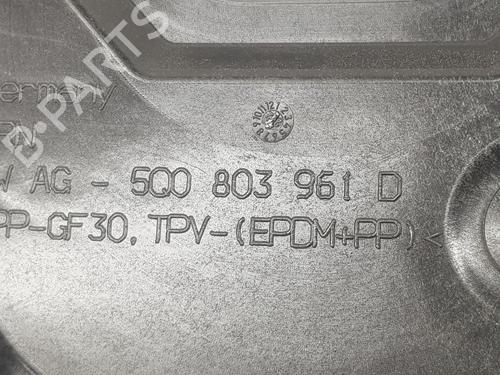 ermany
W AG - 5Q0 803 961 D
PP-GF30, TPV-(EPDM+PP)<
B-PARTS